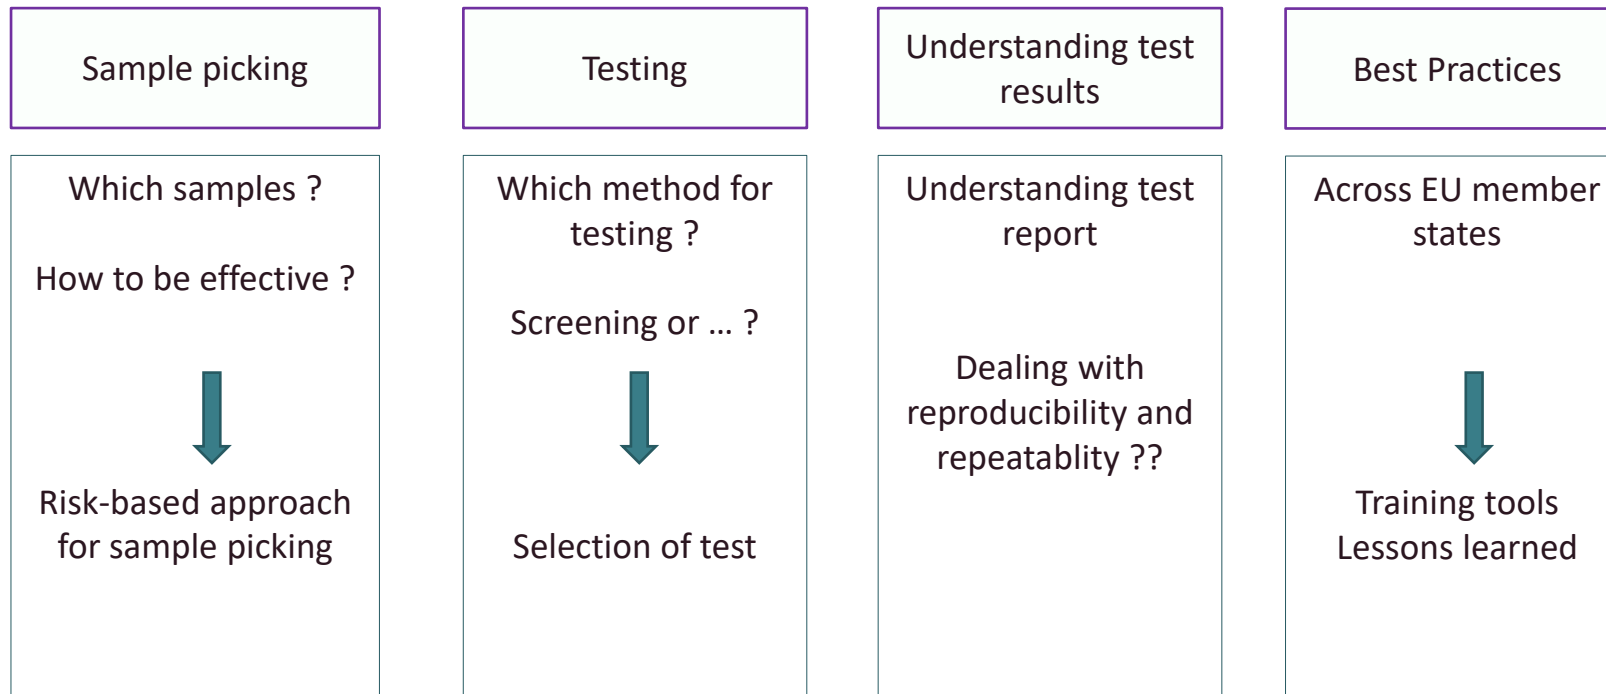 Sample picking
Which samples ?
How to be effective ?
Risk-based approach
for sample picking
Testing
Which method for
testing ?
Screening or ... ?
Selection of test
Understanding test
results
Understanding test
report
Dealing with
reproducibility and
repeatablity ??
Best Practices
Across EU member
states
Training tools
Lessons learned